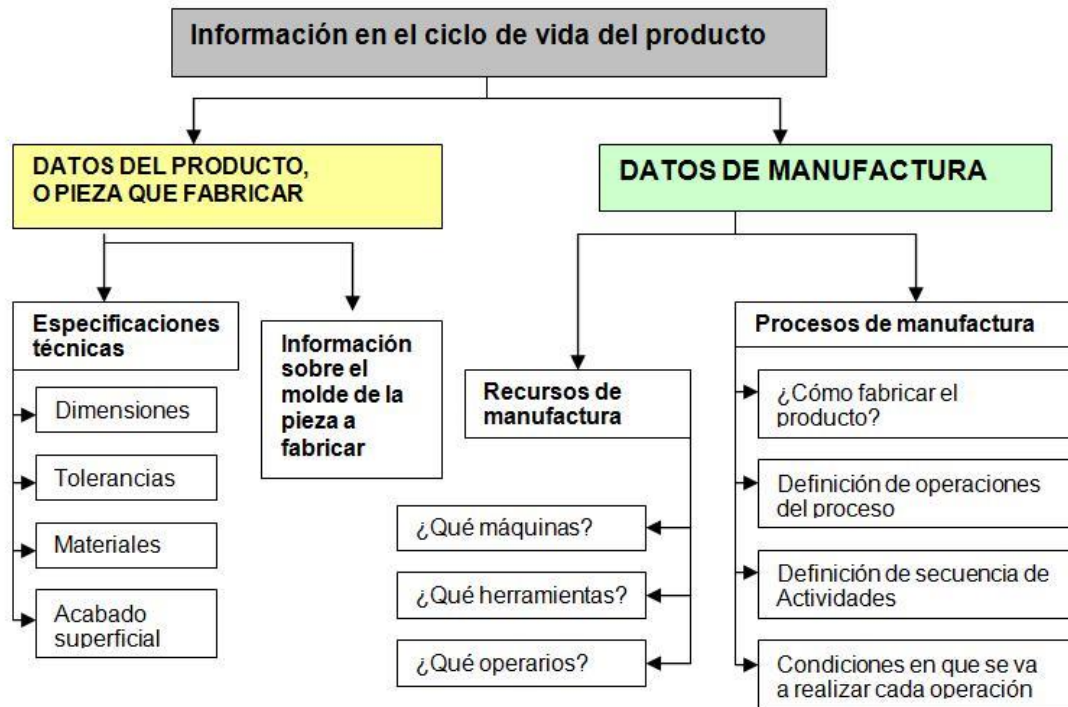 Información en el ciclo de vida del producto
DATOS DEL PRODUCTO,
O PIEZA QUE FABRICAR
DATOS DE MANUFACTURA
Especificaciones
técnicas
Dimensiones
Tolerancias
Materiales
Acabado
superficial
Información
sobre el
molde de la
pieza a
fabricar
Recursos de
manufactura
¿Qué máquinas?
¿Qué herramientas?
¿Qué operarios?
Procesos de manufactura
¿Cómo fabricar el
producto?
Definición de operaciones
del proceso
Definición de secuencia de
Actividades
Condiciones en que se va
a realizar cada operación